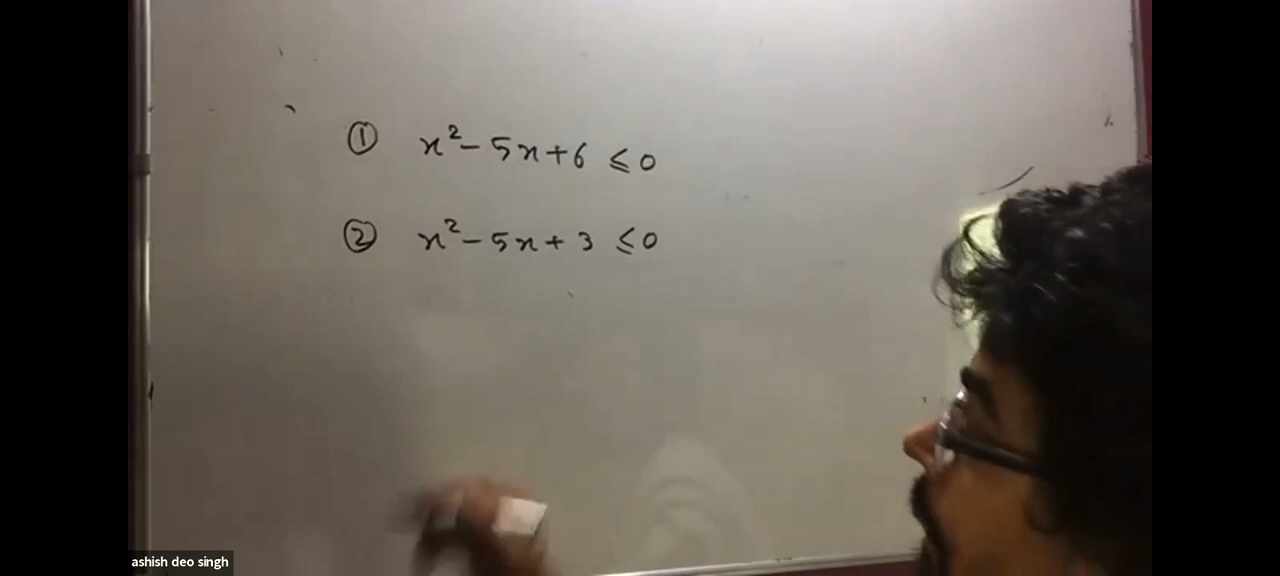 ① x² - 5x + 6 ≤ 0
② x² - 5x + 3 ≤ 0
ashish deo singh